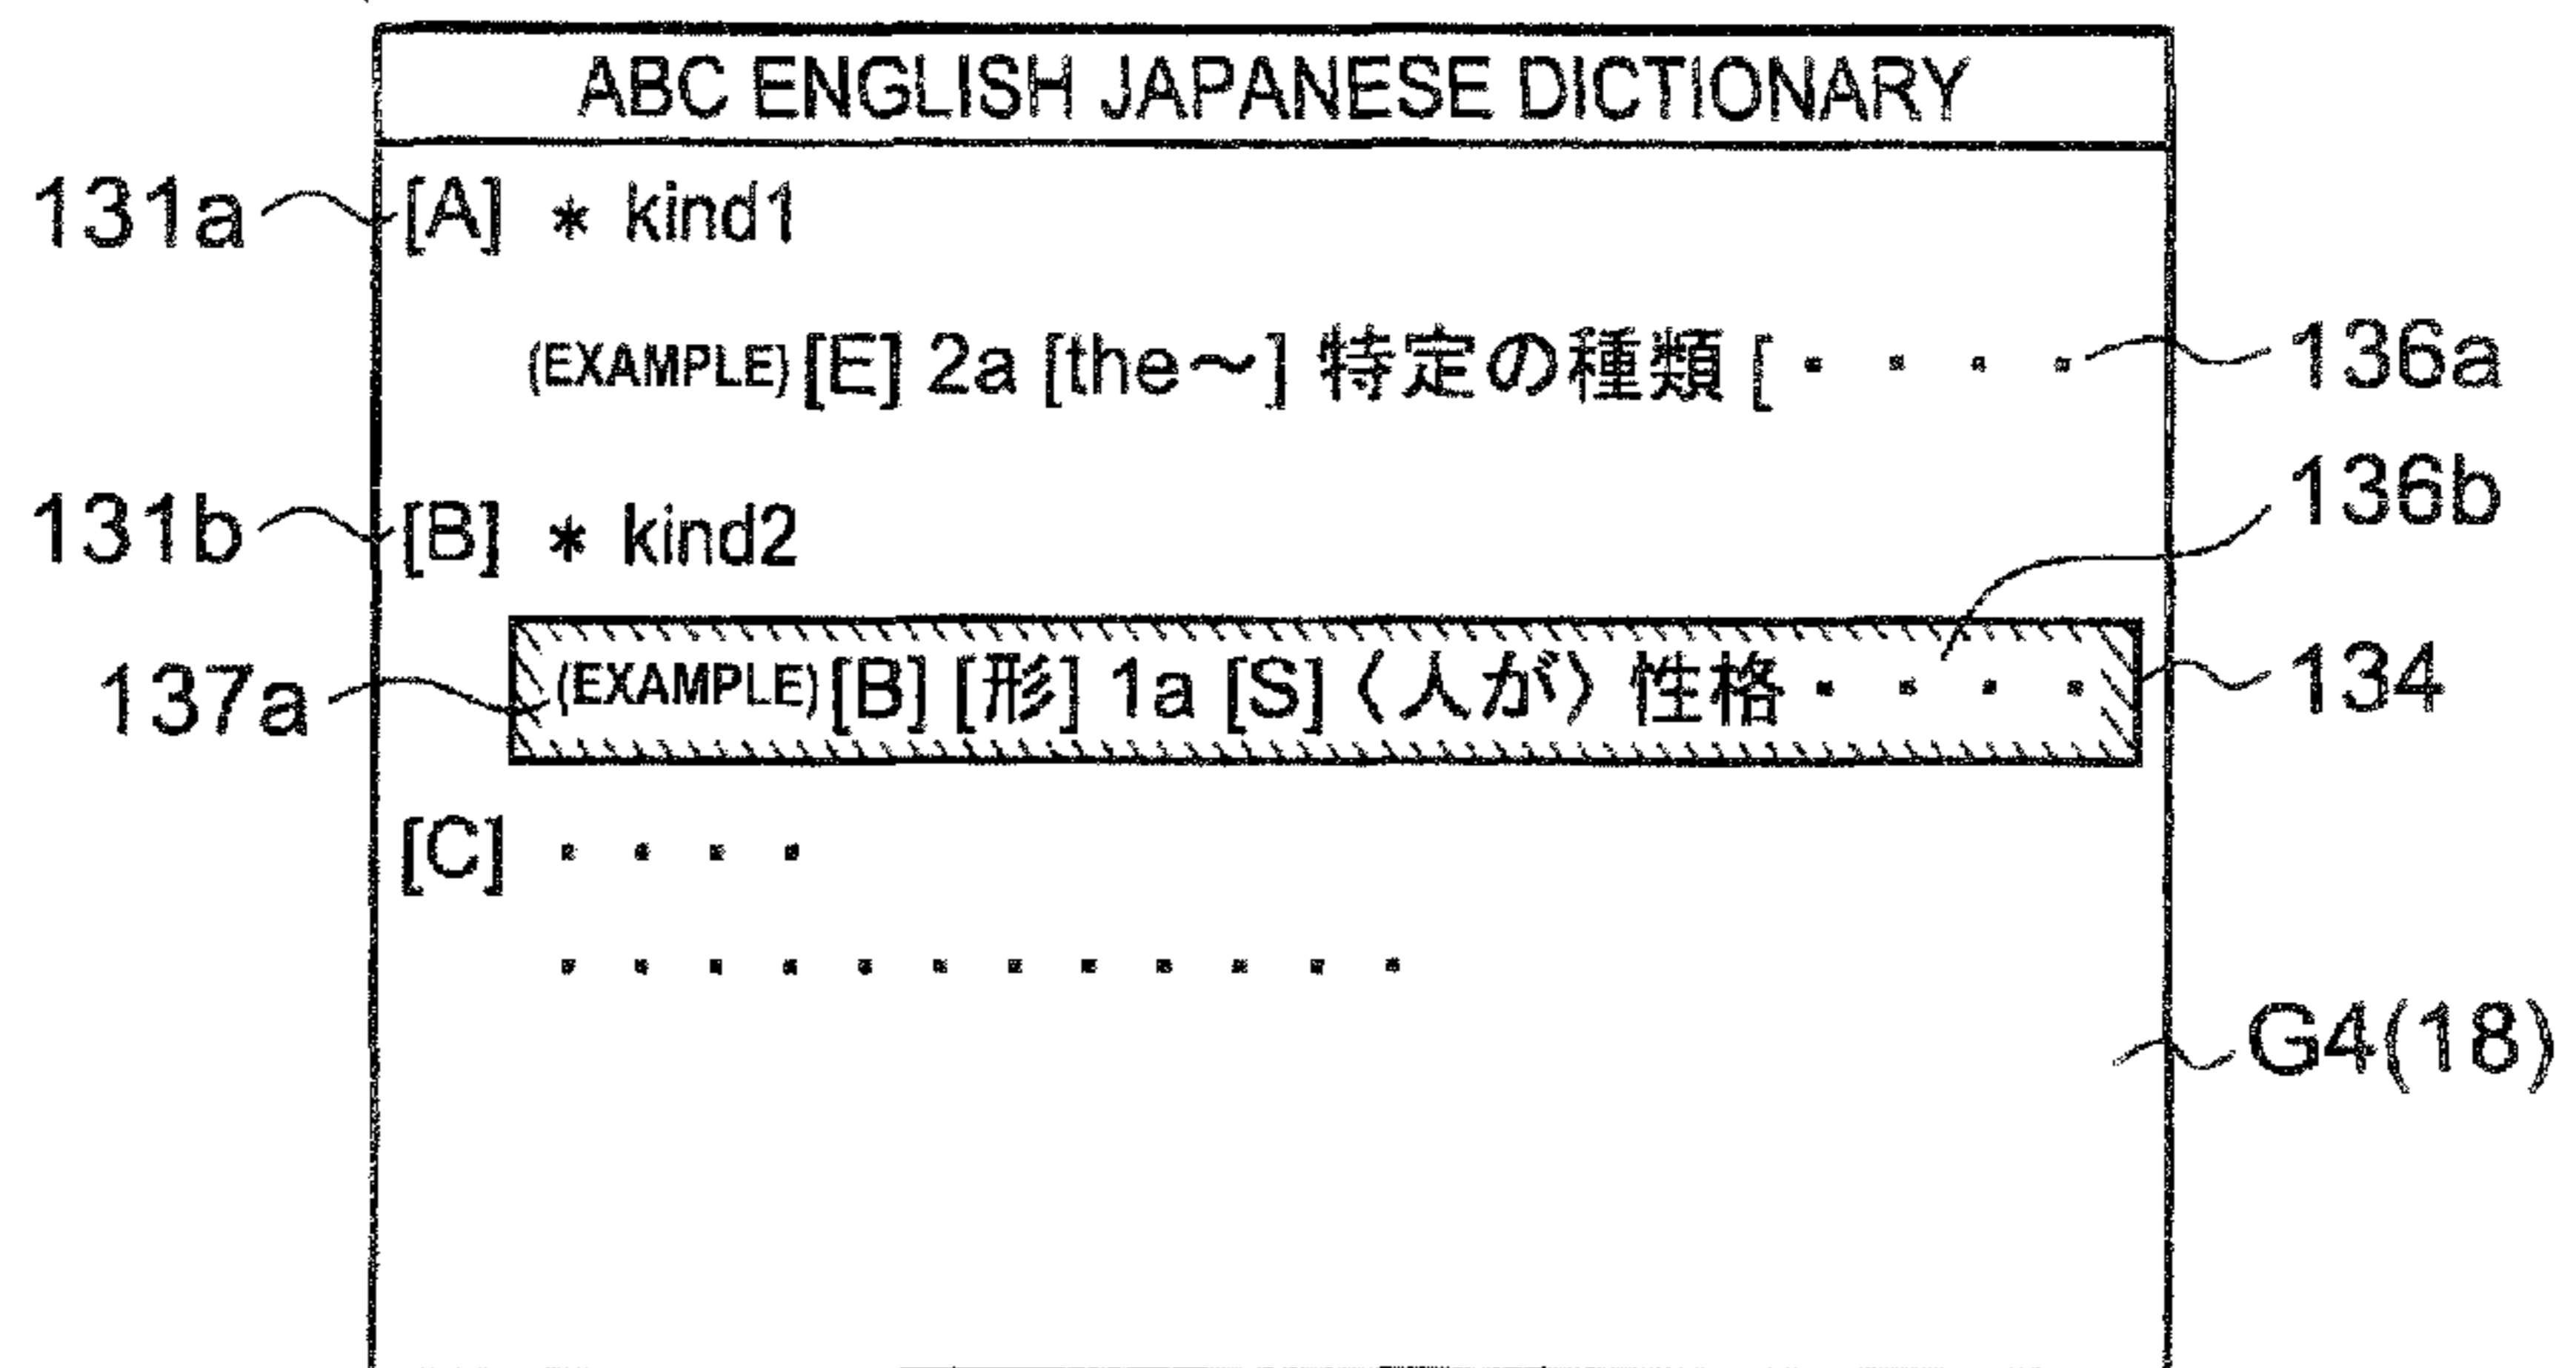 ABC ENGLISH JAPANESE DICTIONARY
131a [A] * kind1
(EXAMPLE) [E] 2a [the～] 特定の種類 [ ・ ・ ・ ・ 136a
136b
131b [B] * kind2
137a (EXAMPLE) [B] [形] 1a [S] 〈人が〉 性格 ・ ・ ・ ・ 134
[C] ・ ・ ・ ・
・ ・ ・ ・ ・ ・ ・ ・ ・ ・ ・ ・
G4(18)